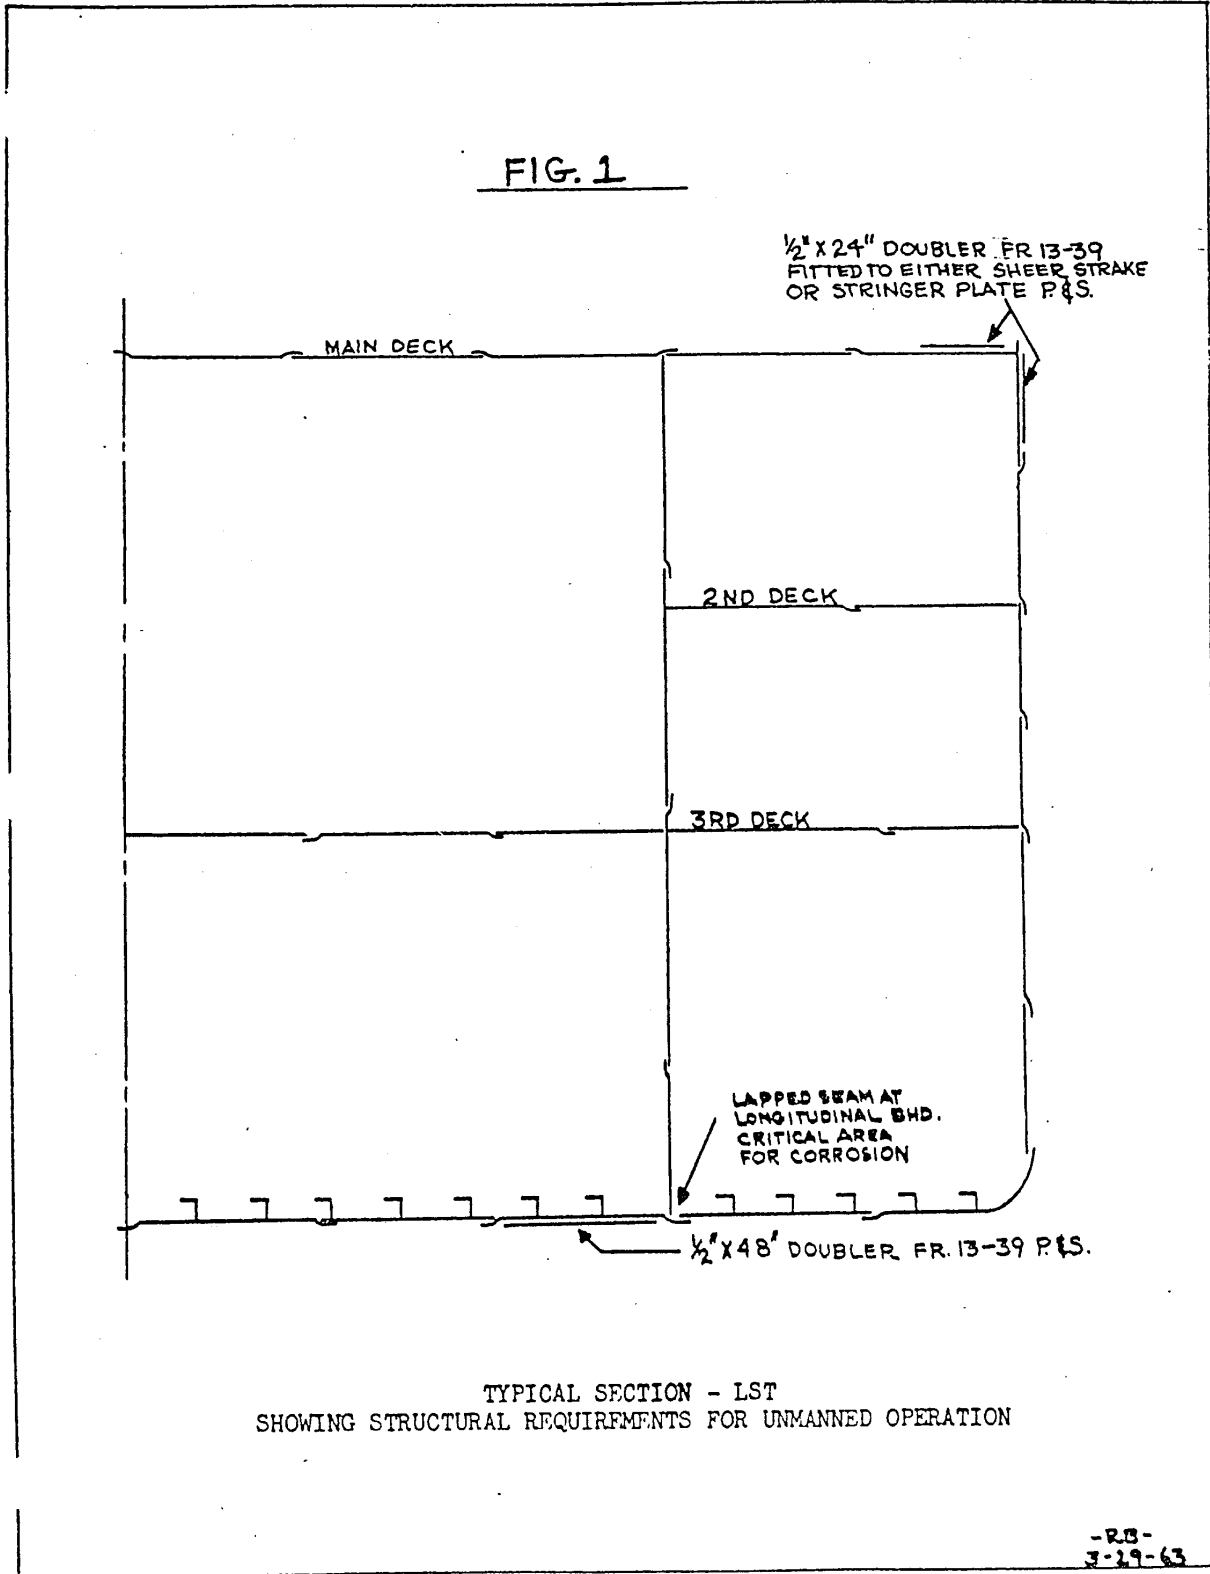 FIG. 1
½" X 24" DOUBLER FR 13-39
FITTED TO EITHER SHEER STRAKE
OR STRINGER PLATE P.&S.
MAIN DECK
2ND DECK
3RD DECK
LAPPED SEAM AT
LONGITUDINAL BHD.
CRITICAL AREA
FOR CORROSION
½" X 48" DOUBLER FR. 13-39 P.&S.
TYPICAL SECTION - LST
SHOWING STRUCTURAL REQUIREMENTS FOR UNMANNED OPERATION
-RB-
3-29-63